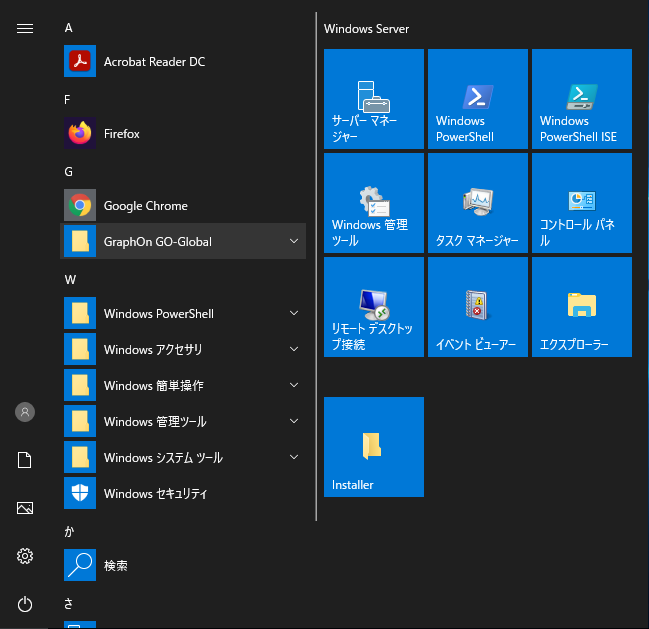 A
Acrobat Reader DC
F
Firefox
G
Google Chrome
GraphOn GO-Global
W
Windows PowerShell
Windows アクセサリ
Windows 簡単操作
Windows 管理ツール
Windows システム ツール
Windows セキュリティ
か
検索
さ
Windows Server
サーバー マネー
ジャー
Windows
PowerShell
Windows
PowerShell ISE
Windows 管理
ツール
タスク マネージャー
コントロール パネ
ル
リモート デスクトッ
プ接続
イベント ビューアー
エクスプローラー
Installer